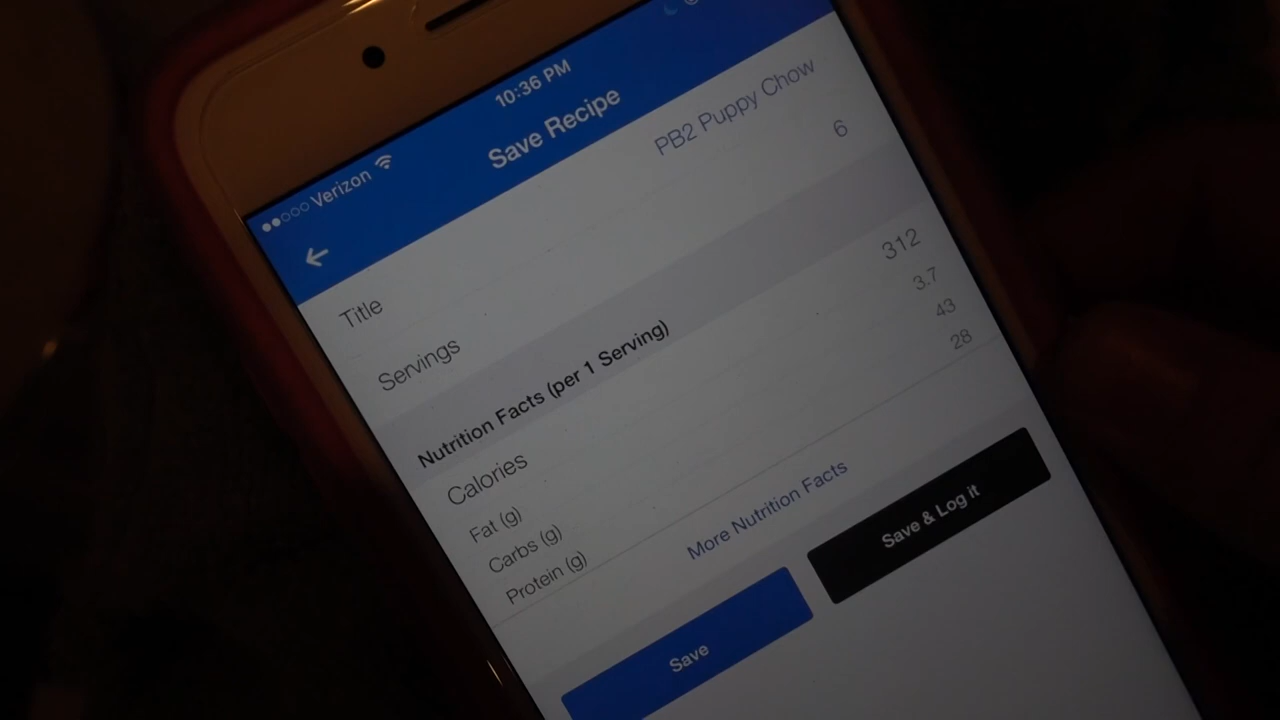 Verizon 10:36 PM
Save Recipe
Title PB2 Puppy Chow
Servings 6
Nutrition Facts (per 1 Serving)
Calories 312
Fat (g) 3.7
Carbs (g) 43
Protein (g) 28
More Nutrition Facts
Save Save & Log it